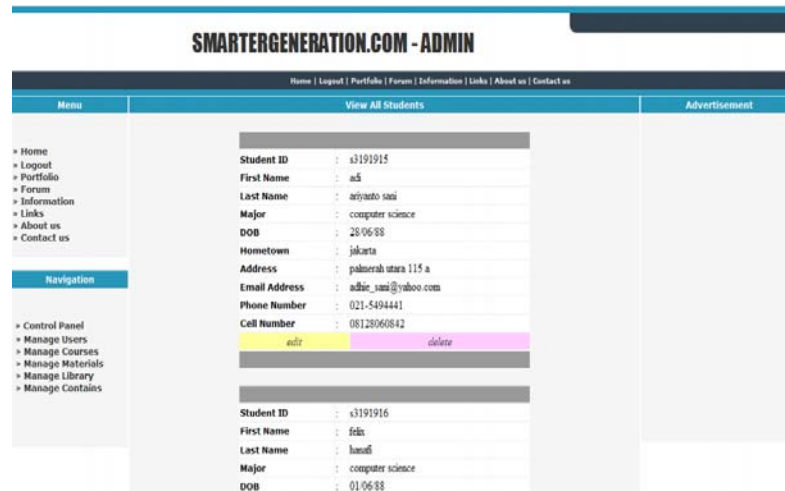 SMARTERGENERATION.COM - ADMIN
Home | Logout | Portfolio | Forum | Information | Links | About us | Contact us
Menu
» Home
» Logout
» Portfolio
» Forum
» Information
» Links
» About us
» Contact us
Navigation
» Control Panel
» Manage Users
» Manage Courses
» Manage Materials
» Manage Library
» Manage Contains
View All Students
Student ID : s3191915
First Name : adi
Last Name : ariyanto sani
Major : computer science
DOB : 28/06/88
Hometown : jakarta
Address : palmerah utara 115 a
Email Address : adhie_sani@yahoo.com
Phone Number : 021-5494441
Cell Number : 08128060842
edit delete
Student ID : s3191916
First Name : felix
Last Name : hanafi
Major : computer science
DOB : 01/06/88
Advertisement